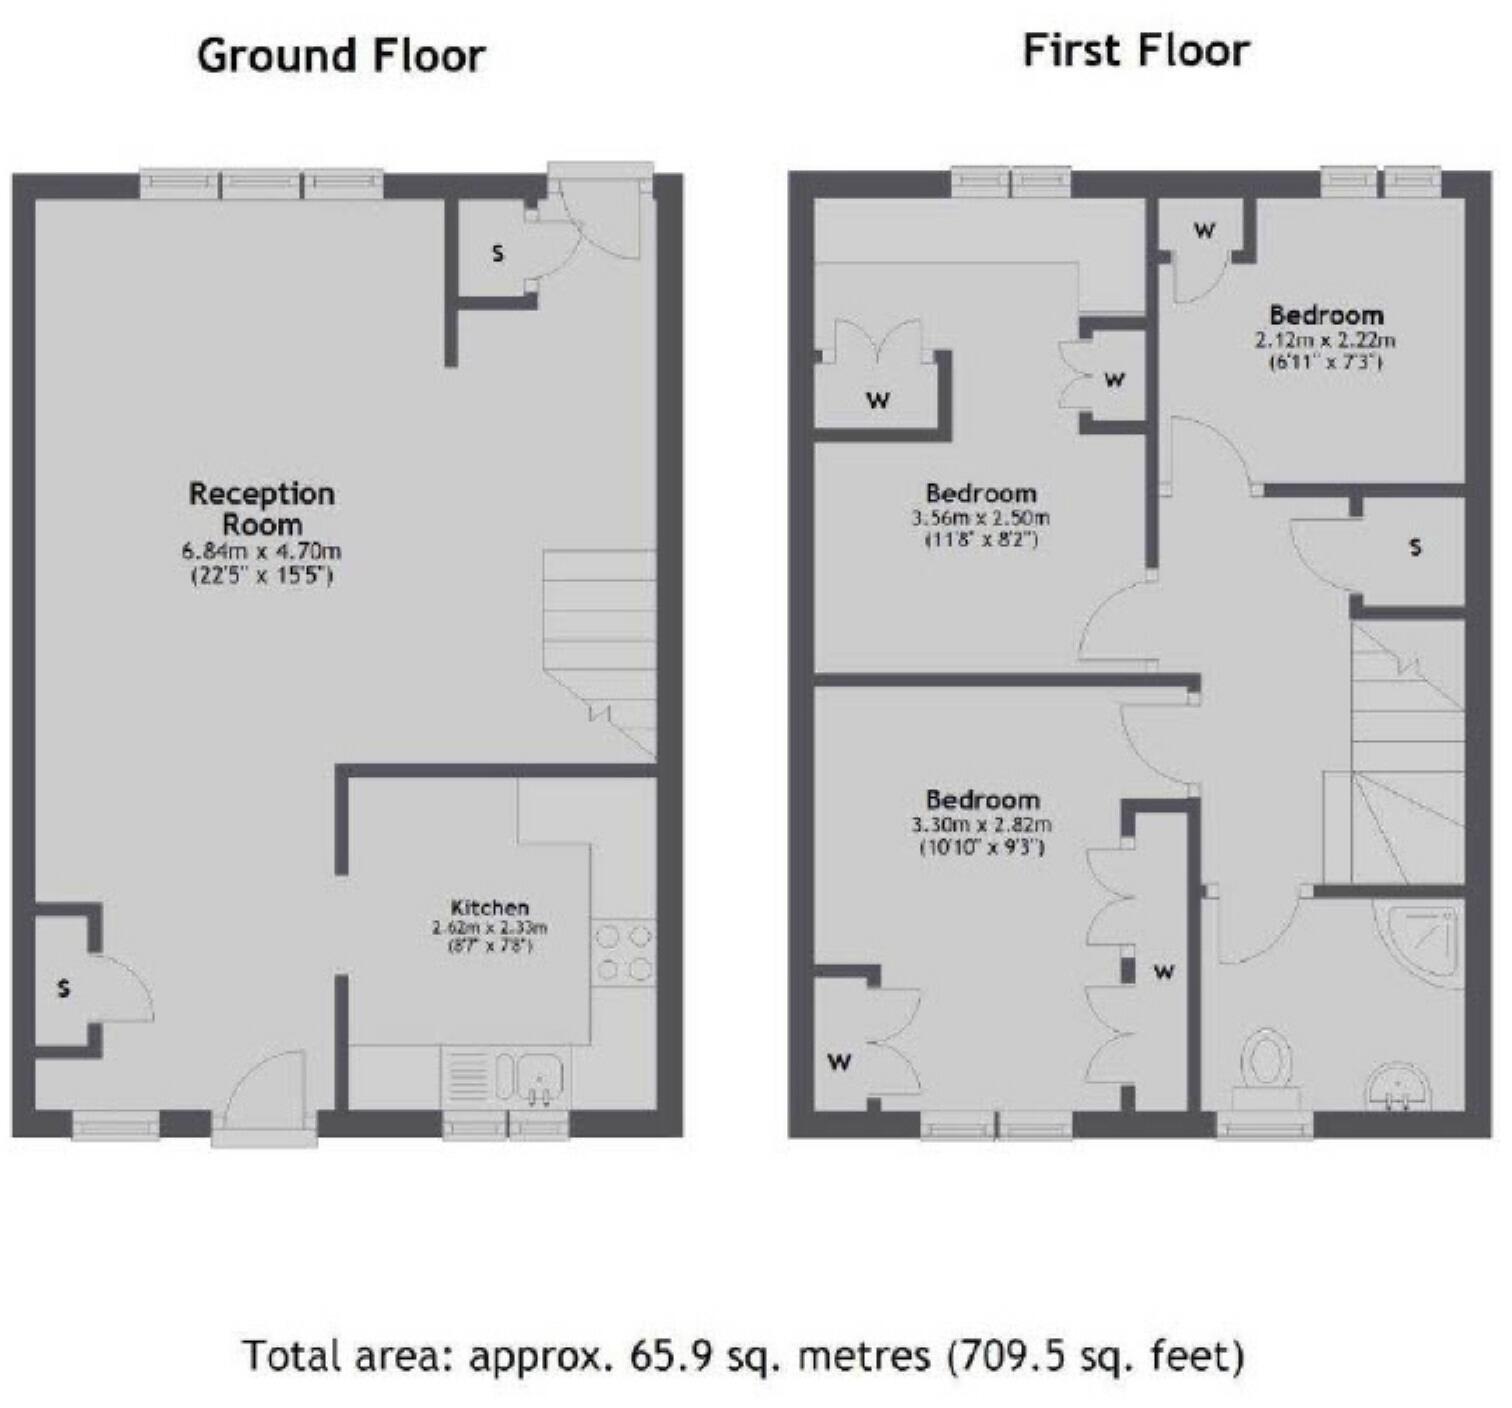 Ground Floor
First Floor
S
Reception
Room
6.84m x 4.70m
(22'5" x 15'5")
Kitchen
2.62m x 2.33m
(8'7" x 7'8")
S
W
Bedroom
2.12m x 2.22m
(6'11" x 7'3")
W
W
Bedroom
3.56m x 2.50m
(11'8" x 8'2")
S
Bedroom
3.30m x 2.82m
(10'10" x 9'3")
W
W
Total area: approx. 65.9 sq. metres (709.5 sq. feet)